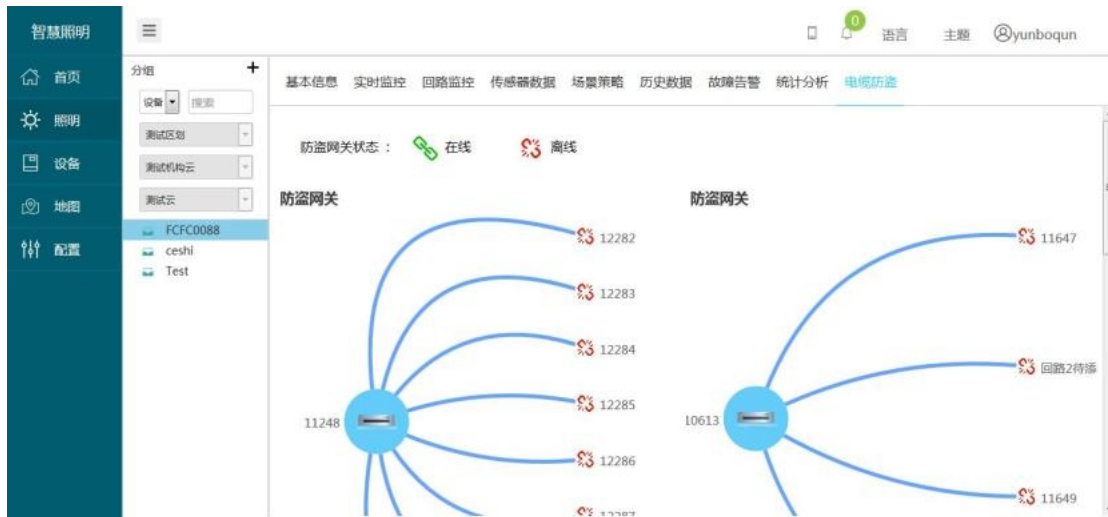 智慧照明
0
语言
主题
yunboqun
首页
照明
设备
地图
配置
分组
+
设备
搜索
测试区划
测试机构云
测试云
FCFC0088
ceshi
Test
基本信息 实时监控 回路监控 传感器数据 场景策略 历史数据 故障告警 统计分析 电缆防盗
防盗网关状态： 在线 离线
防盗网关
11248
12282
12283
12284
12285
12286
12287
防盗网关
10613
11647
回路2待添
11649